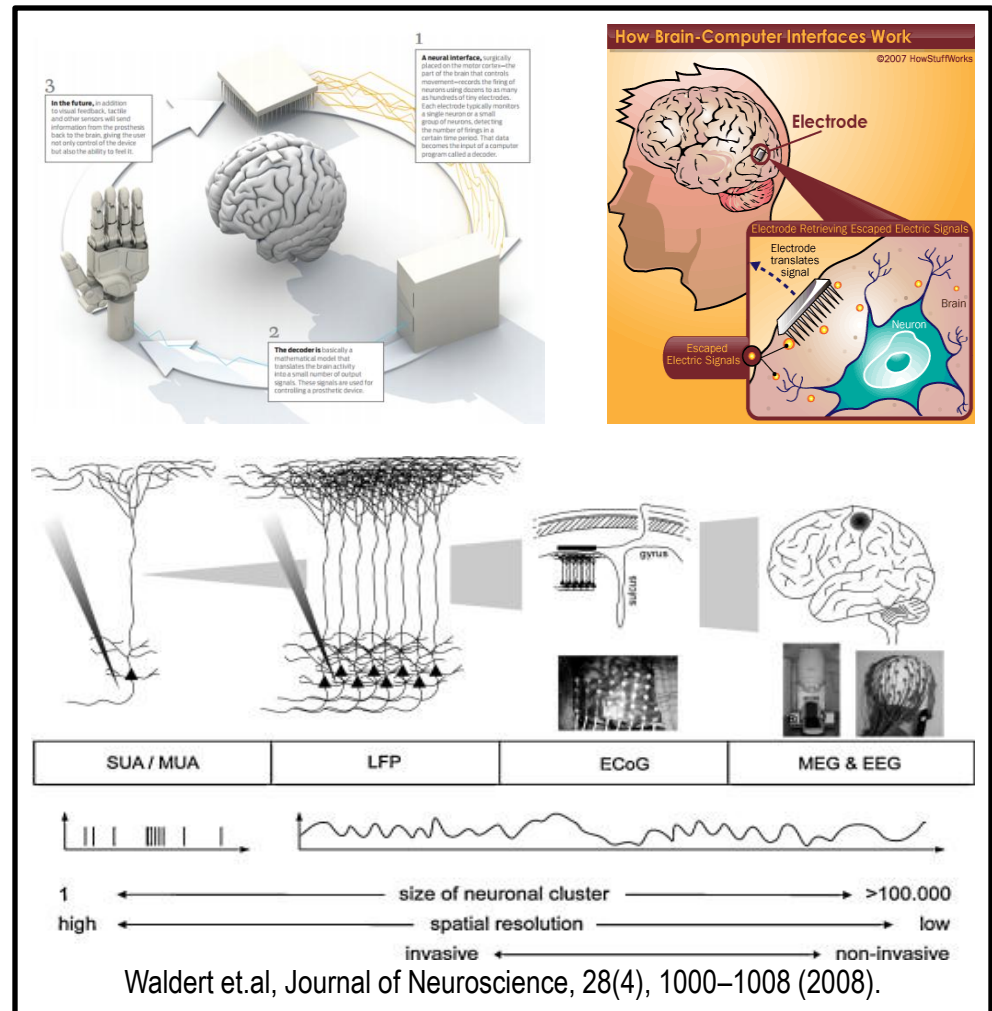 1
A neural interface, surgically
placed on the motor cortex—the
part of the brain that controls
movement—records the firing of
neurons using dozens to as many
as hundreds of tiny electrodes.
Each electrode typically monitors
a single neuron or a small
group of neurons, detecting
the number of firings in a
certain time period. That data
becomes the input of a computer
program called a decoder.
3
In the future, in addition
to visual feedback, tactile
and other sensors will send
information from the prosthesis
back to the brain, giving the user
not only control of the device
but also the ability to feel it.
2
The decoder is basically a
mathematical model that
translates the brain activity
into a small number of output
signals. These signals are used for
controlling a prosthetic device.
How Brain-Computer Interfaces Work
©2007 HowStuffWorks
Electrode
Electrode Retrieving Escaped Electric Signals
Electrode
translates
signal
Brain
Neuron
Escaped
Electric Signals
gyrus
sulcus
SUA / MUA LFP ECoG MEG & EEG
1 size of neuronal cluster >100.000
high spatial resolution low
invasive non-invasive
Waldert et.al, Journal of Neuroscience, 28(4), 1000–1008 (2008).